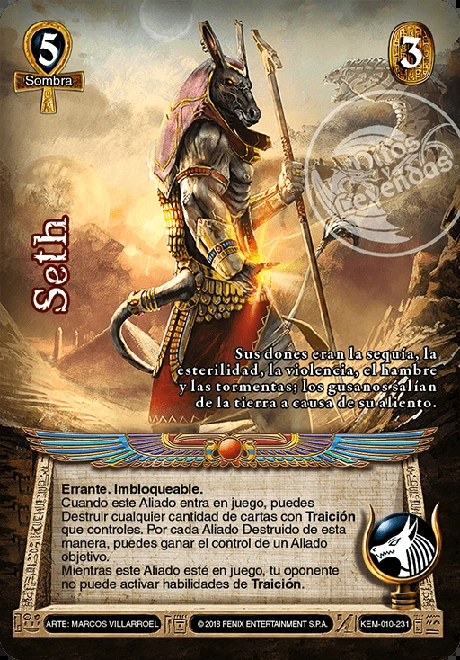 5
Sombra
3
Mitos
y
Leyendas
Seth
Sus dones eran la sequía, la
esterilidad, la violencia, el hambre
y las tormentas; los gusanos salían
de la tierra a causa de su aliento.
Errante. Imbloqueable.
Cuando este Aliado entra en juego, puedes
Destruir cualquier cantidad de cartas con Traición
que controles. Por cada Aliado Destruido de esta
manera, puedes ganar el control de un Aliado
objetivo.
Mientras este Aliado esté en juego, tu oponente
no puede activar habilidades de Traición.
ARTE: MARCOS VILLARROEL
© 2018 FENIX ENTERTAINMENT S.P.A.
KEM-010-231